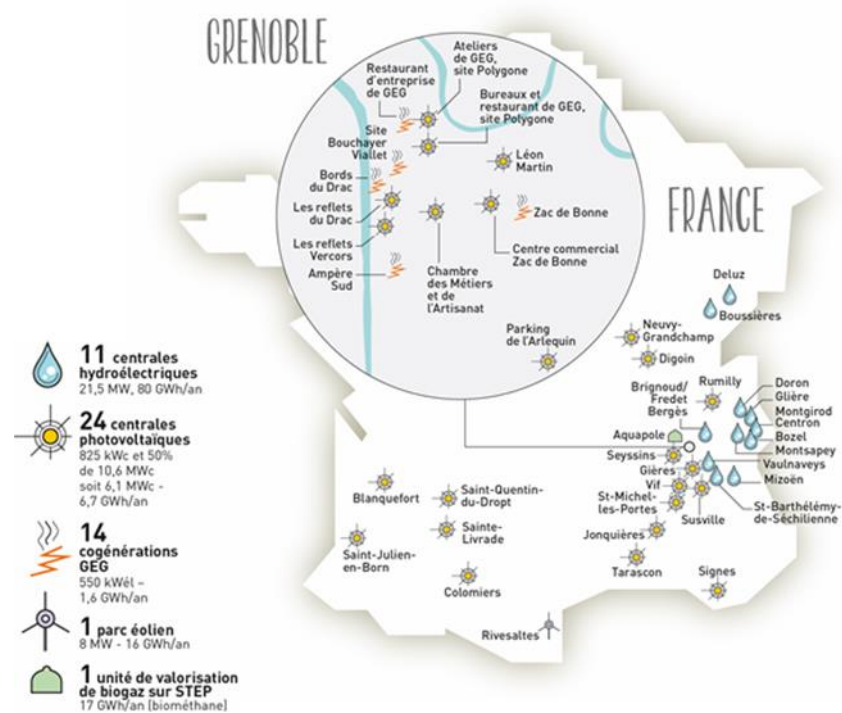 GRENOBLE
Ateliers
de GEG,
site Polygone
Restaurant
d'entreprise
de GEG
Bureaux et
restaurant de GEG,
site Polygone
Site
Bouchayer
Viallet
Léon
Martin
Bords
du Drac
Les reflets
du Drac
Zac de Bonne
Les reflets
Vercors
Centre commercial
Zac de Bonne
Ampère
Sud
Chambre
des Métiers
et de
l'Artisanat
Parking
de l'Arlequin
FRANCE
Deluz
Boussières
Neuvy-
Grandchamp
Digoin
Rumilly
Brignoud/
Fredet
Bergès
Doron
Glière
Montgirod
Centron
Bozel
Montsapey
Aquapole
Seyssins
Gières
Vaulnaveys
Vif
Mizoën
St-Michel-
les-Portes
St-Barthélémy-
de-Séchilienne
Susville
Blanquefort
Saint-Quentin-
du-Dropt
Sainte-
Livrade
Jonquières
Saint-Julien-
en-Born
Tarascon
Signes
Colomiers
Rivesaltes
11 centrales
hydroélectriques
21,5 MW, 80 GWh/an
24 centrales
photovoltaïques
825 kWc et 50%
de 10,6 MWc
soit 6,1 MWc -
6,7 GWh/an
14
cogénérations
GEG
550 kWél –
1,6 GWh/an
1 parc éolien
8 MW - 16 GWh/an
1 unité de valorisation
de biogaz sur STEP
17 GWh/an (biométhane)